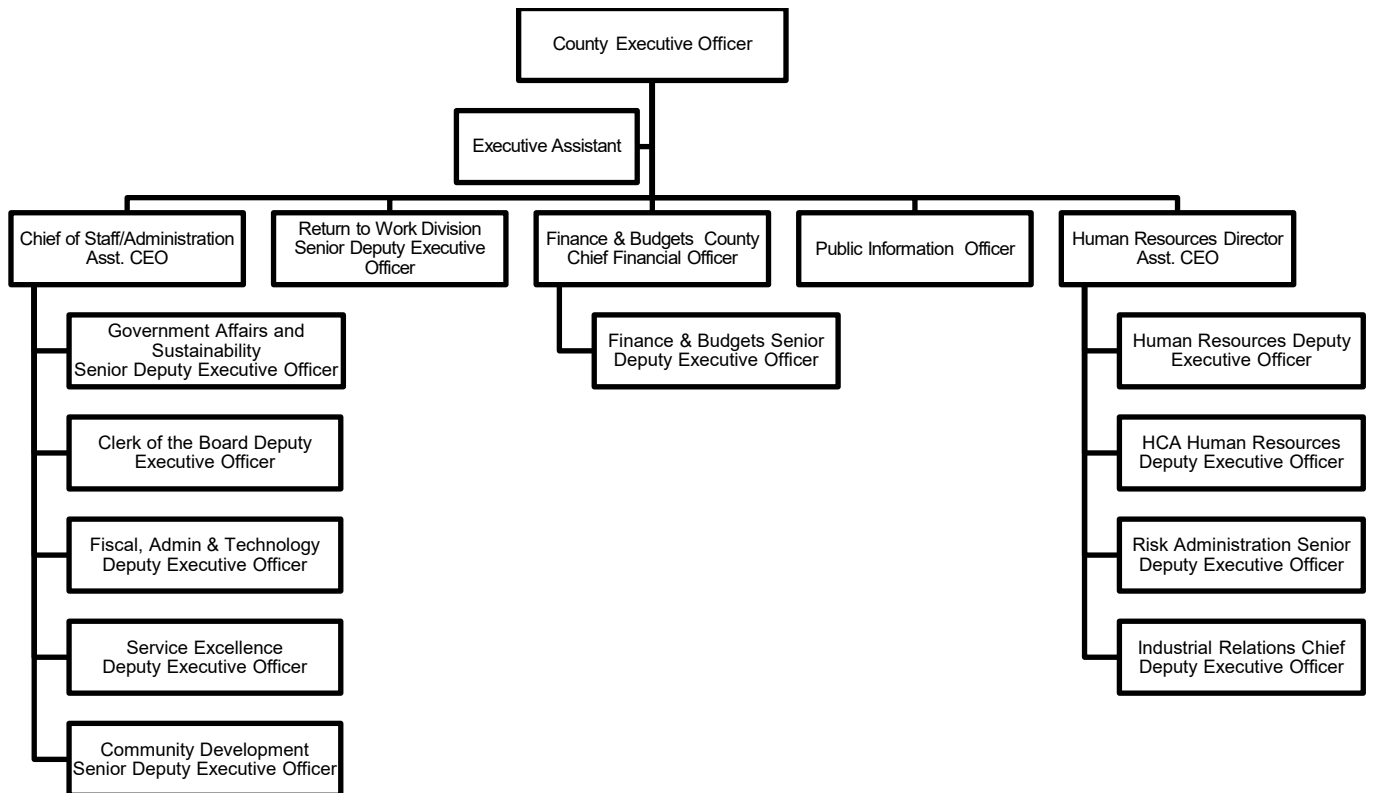 County Executive Officer
Executive Assistant
Chief of Staff/Administration
Asst. CEO
Return to Work Division
Senior Deputy Executive
Officer
Finance & Budgets County
Chief Financial Officer
Public Information Officer
Human Resources Director
Asst. CEO
Government Affairs and
Sustainability
Senior Deputy Executive Officer
Clerk of the Board Deputy
Executive Officer
Fiscal, Admin & Technology
Deputy Executive Officer
Service Excellence
Deputy Executive Officer
Community Development
Senior Deputy Executive Officer
Finance & Budgets Senior
Deputy Executive Officer
Human Resources Deputy
Executive Officer
HCA Human Resources
Deputy Executive Officer
Risk Administration Senior
Deputy Executive Officer
Industrial Relations Chief
Deputy Executive Officer